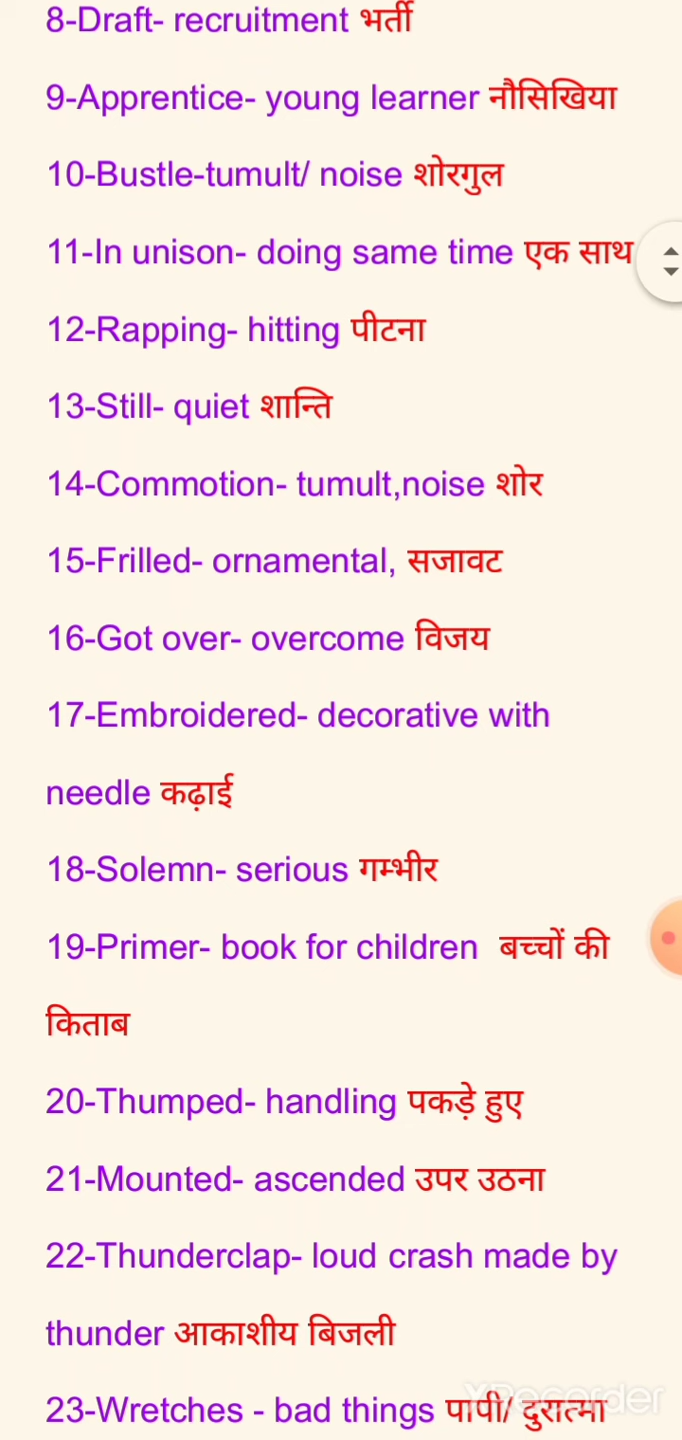 8-Draft- recruitment भर्ती
9-Apprentice- young learner नौसिखिया
10-Bustle-tumult/ noise शोरगुल
11-In unison- doing same time एक साथ
12-Rapping- hitting पीटना
13-Still- quiet शान्ति
14-Commotion- tumult,noise शोर
15-Frilled- ornamental, सजावट
16-Got over- overcome विजय
17-Embroidered- decorative with
needle कढ़ाई
18-Solemn- serious गम्भीर
19-Primer- book for children बच्चों की
किताब
20-Thumped- handling पकड़े हुए
21-Mounted- ascended उपर उठना
22-Thunderclap- loud crash made by
thunder आकाशीय बिजली
23-Wretches - bad things पापी/ दुरात्मा
XRecorder